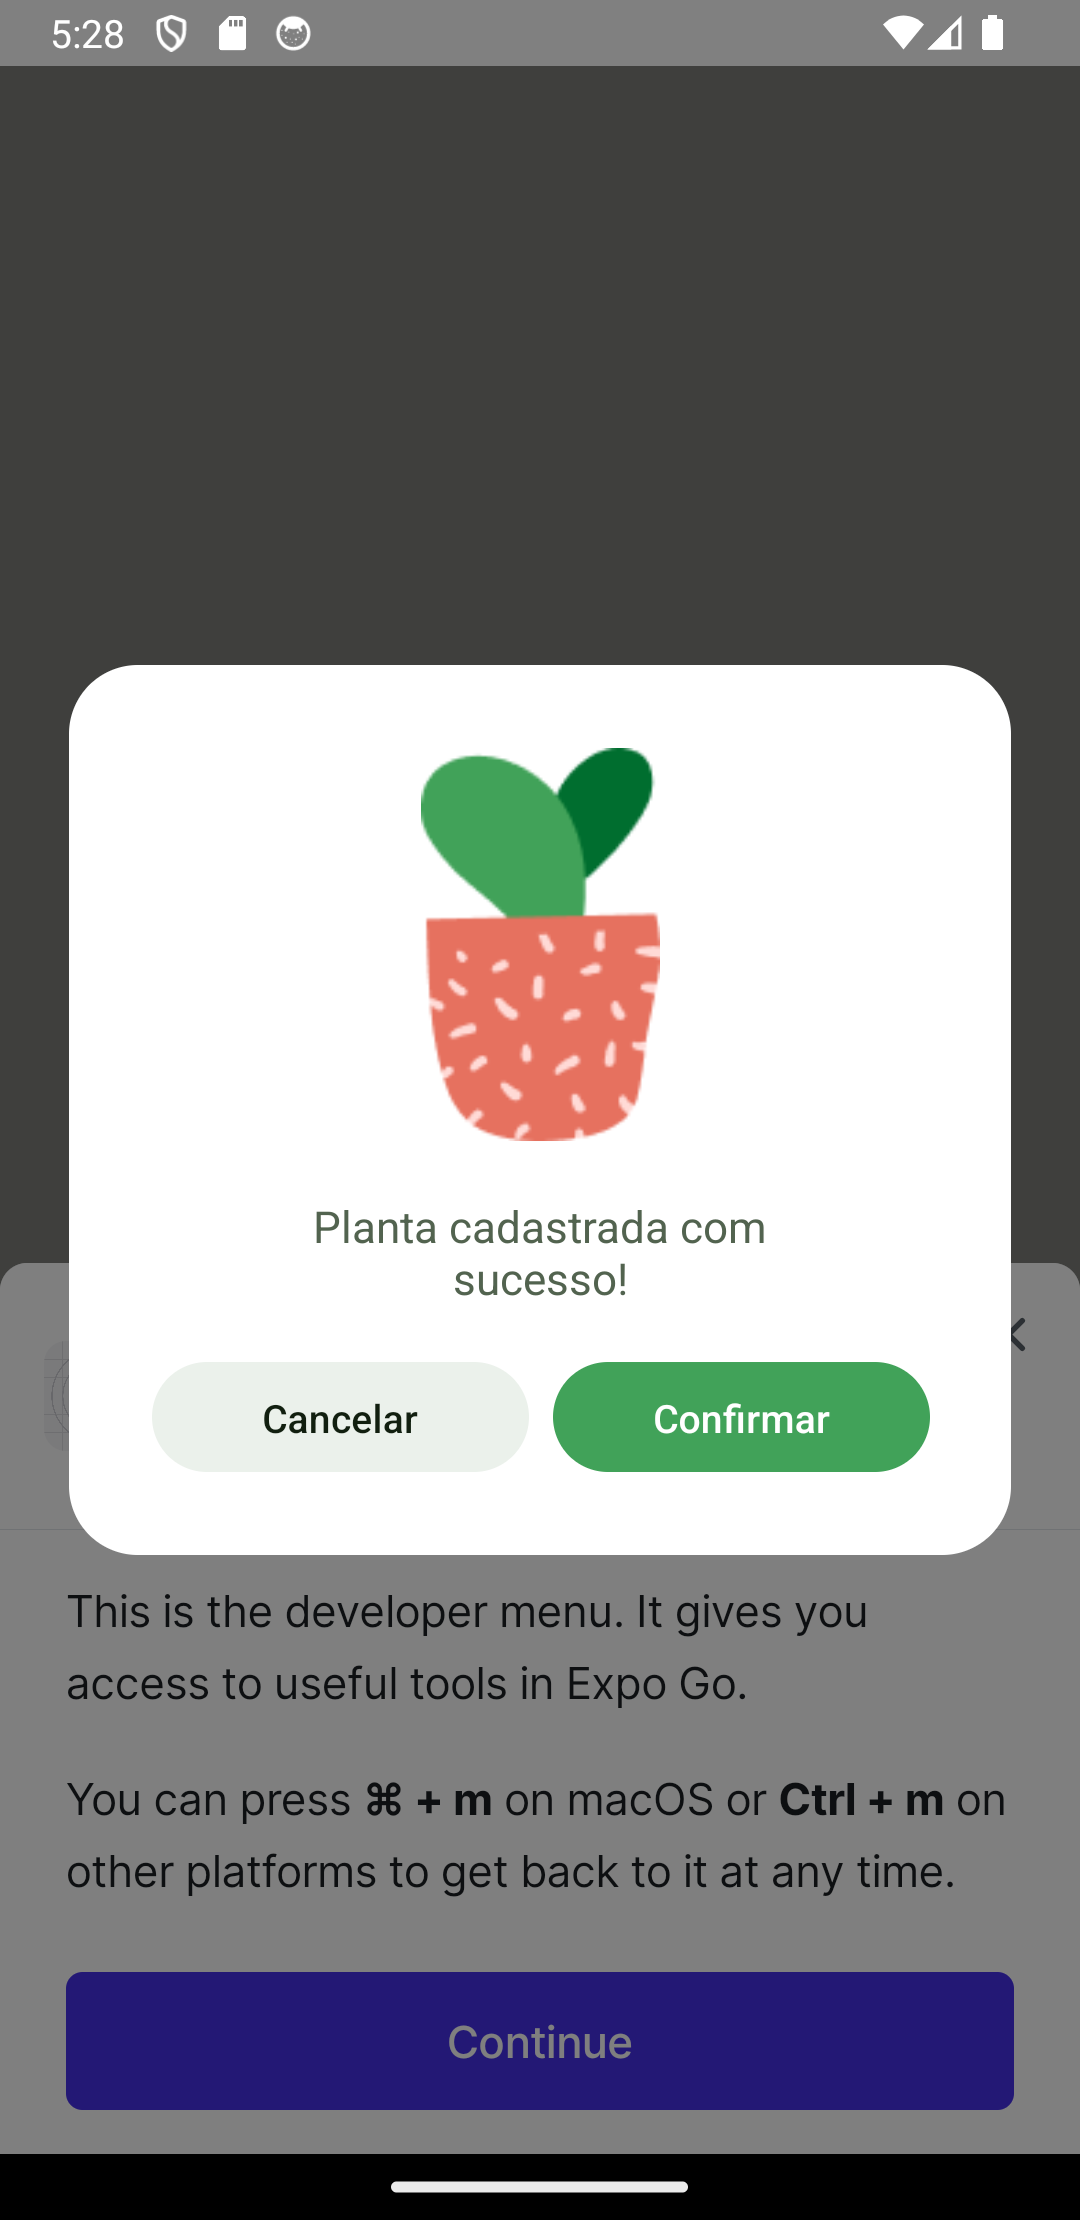 5:28
Planta cadastrada com
sucesso!
Cancelar
Confirmar
This is the developer menu. It gives you
access to useful tools in Expo Go.
You can press ⌘ + m on macOS or Ctrl + m on
other platforms to get back to it at any time.
Continue